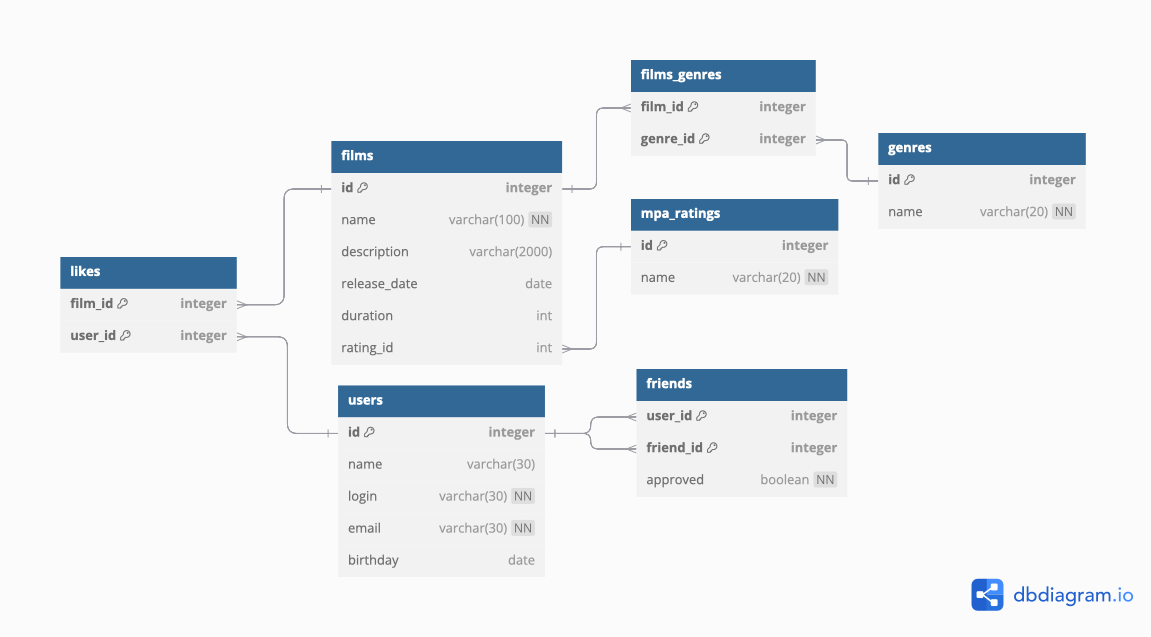 films_genres
film_id integer
genre_id integer
genres
id integer
name varchar(20) NN
films
id integer
name varchar(100) NN
description varchar(2000)
release_date date
duration int
rating_id int
mpa_ratings
id integer
name varchar(20) NN
likes
film_id integer
user_id integer
users
id integer
name varchar(30)
login varchar(30) NN
email varchar(30) NN
birthday date
friends
user_id integer
friend_id integer
approved boolean NN
dbdiagram.io